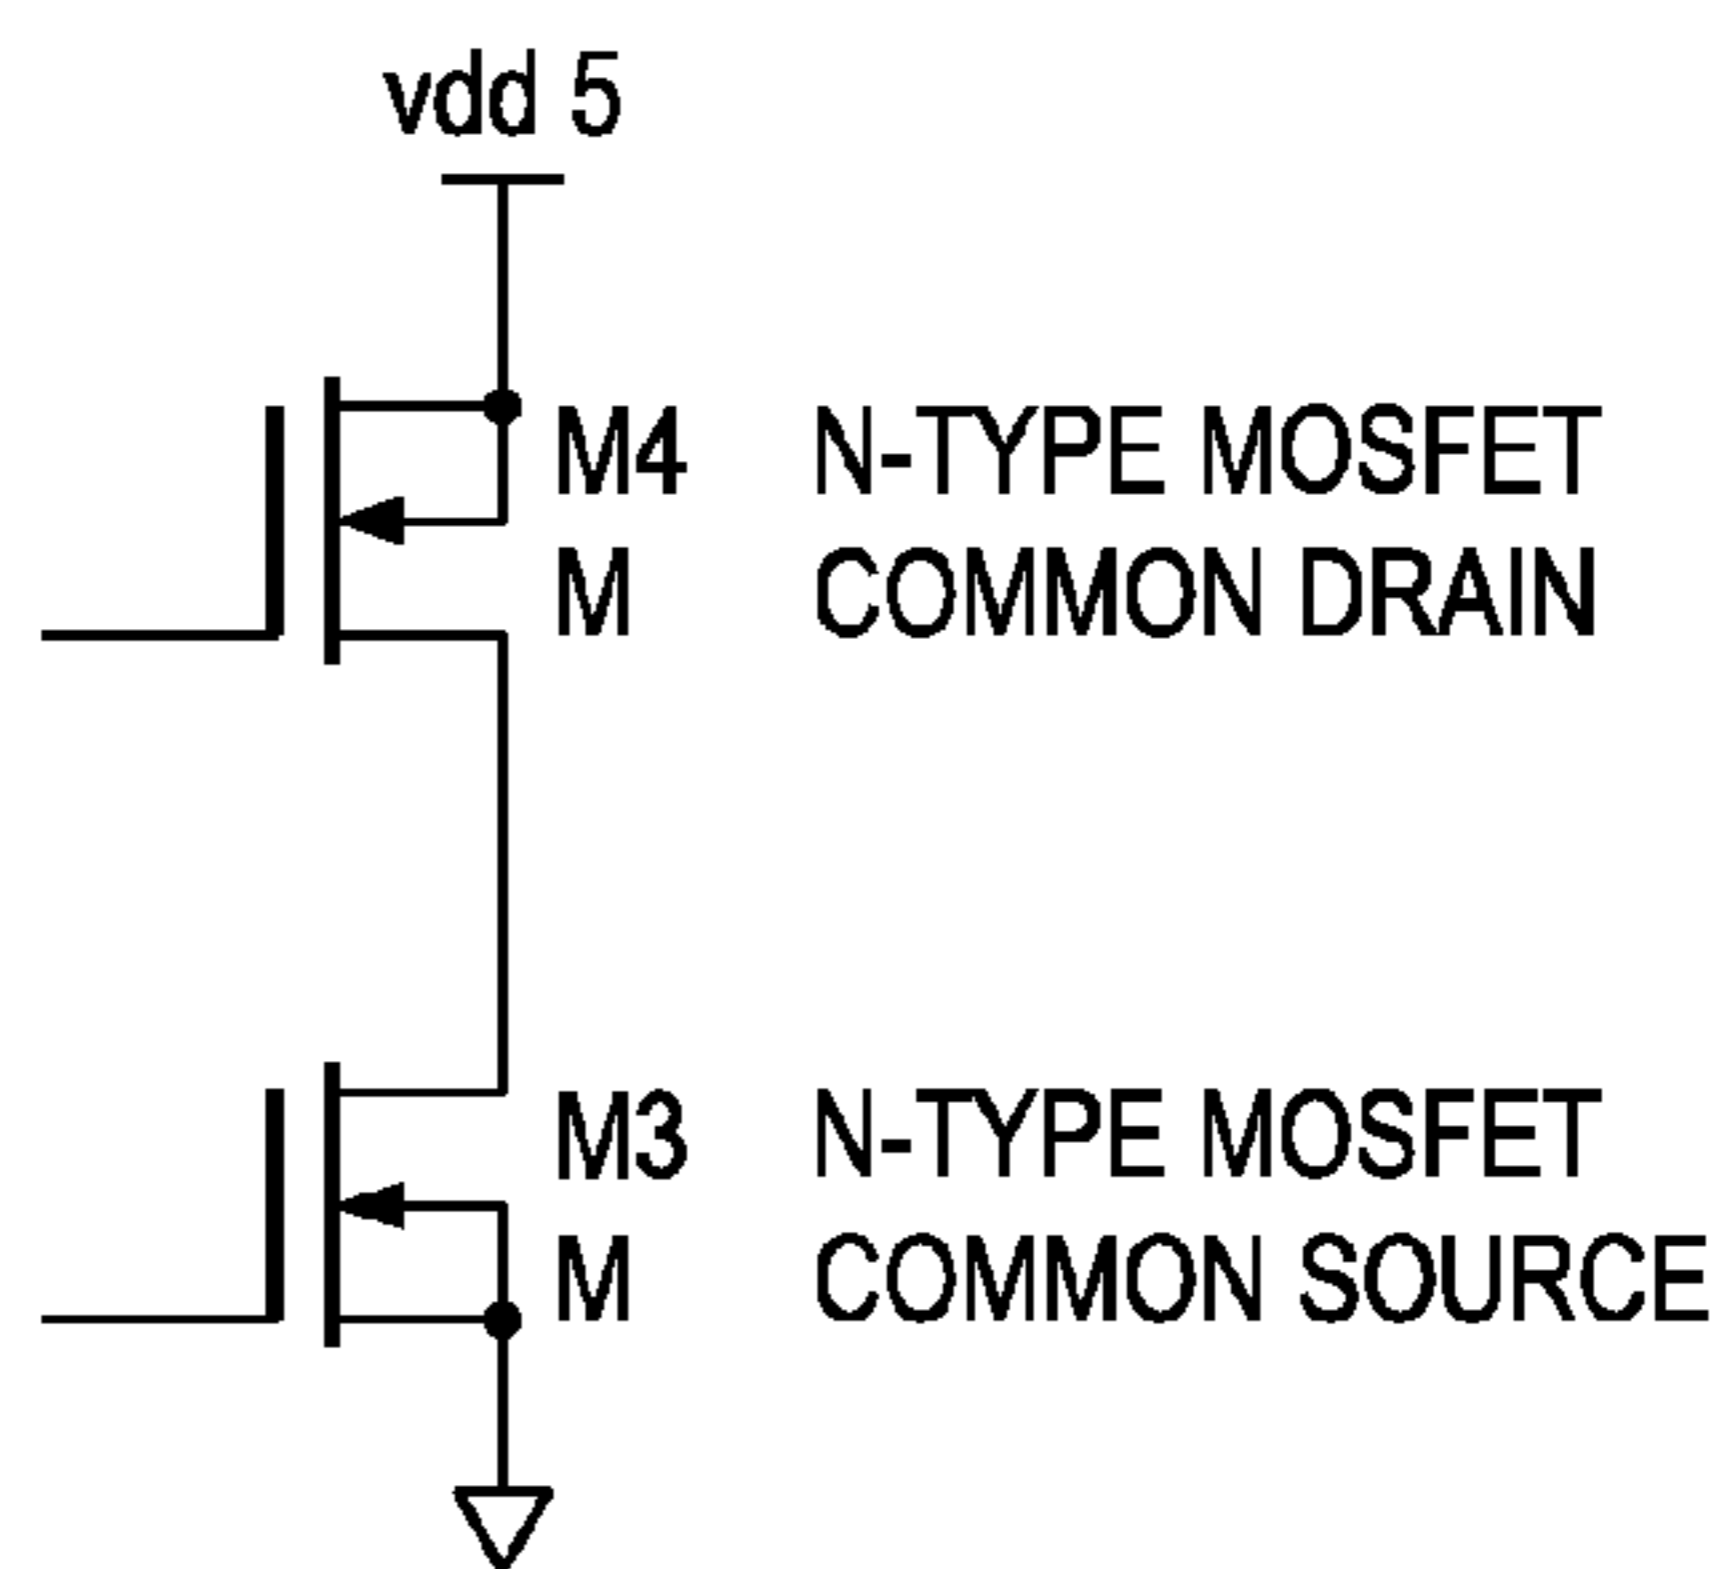 vdd 5
M4 N-TYPE MOSFET
M COMMON DRAIN
M3 N-TYPE MOSFET
M COMMON SOURCE